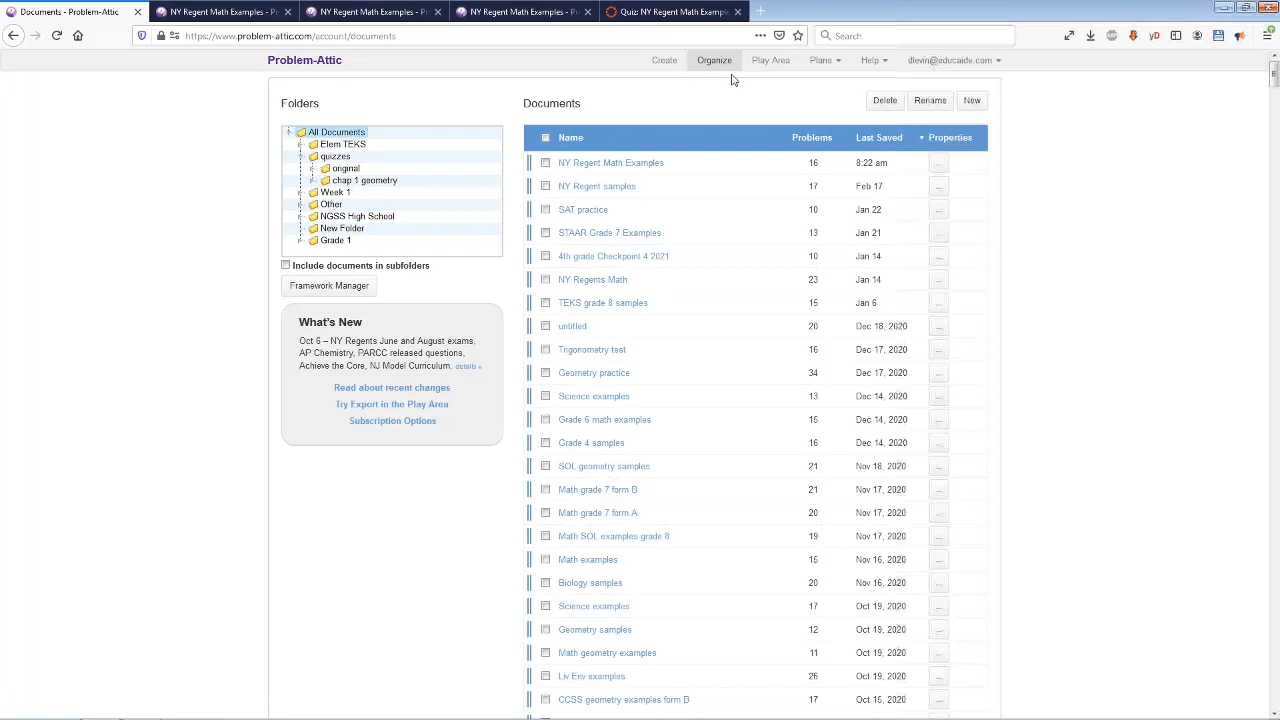 Documents - Problem-Attic
NY Regent Math Examples - P
NY Regent Math Examples - P
NY Regent Math Examples - P
Quiz: NY Regent Math Example
https://www.problem-attic.com/account/documents
Search
Problem-Attic
Create
Organize
Play Area
Plans
Help
dlevin@educaide.com
Folders
All Documents
Elem TEKS
quizzes
original
chap 1 geometry
Week 1
Other
NGSS High School
New Folder
Grade 1
Include documents in subfolders
Framework Manager
What's New
AP Chemistry, PARCC released questions,
Achieve the Core, NJ Model Curriculum. details »
Read about recent changes
Try Export in the Play Area
Subscription Options
Documents
Delete
Rename
New
Name Problems Last Saved Properties
NY Regent Math Examples 16 8:22 am ...
NY Regent samples 17 Feb 17 ...
SAT practice 10 Jan 22 ...
STAAR Grade 7 Examples 13 Jan 21 ...
4th grade Checkpoint 4 2021 10 Jan 14 ...
NY Regents Math 23 Jan 14 ...
TEKS grade 8 samples 15 Jan 6 ...
untitled 20 Dec 18, 2020 ...
Trigonometry test 16 Dec 17, 2020 ...
Geometry practice 34 Dec 17, 2020 ...
Science examples 13 Dec 14, 2020 ...
Grade 6 math examples 15 Dec 14, 2020 ...
Grade 4 samples 16 Dec 14, 2020 ...
SOL geometry samples 21 Nov 18, 2020 ...
Math grade 7 form B 21 Nov 17, 2020 ...
Math grade 7 form A 20 Nov 17, 2020 ...
Math SOL examples grade 8 19 Nov 17, 2020 ...
Math examples 15 Nov 16, 2020 ...
Biology samples 20 Nov 16, 2020 ...
Science examples 17 Oct 19, 2020 ...
Geometry samples 12 Oct 19, 2020 ...
Math geometry examples 11 Oct 19, 2020 ...
Liv Env examples 26 Oct 19, 2020 ...
CCSS geometry examples form B 17 Oct 15, 2020 ...